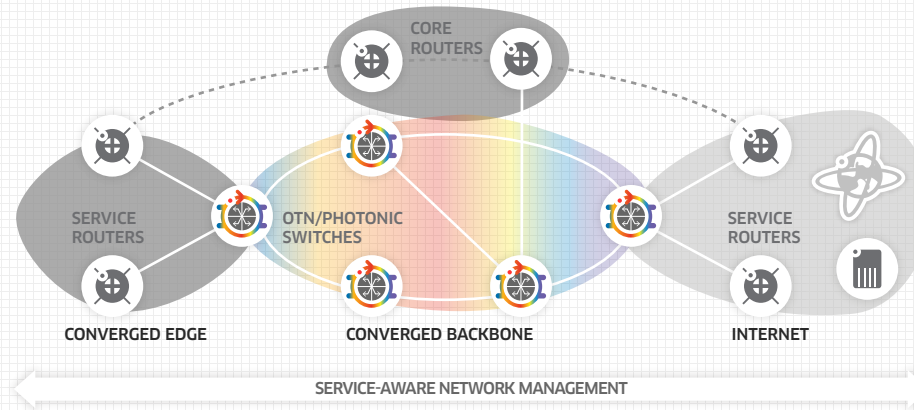 CORE
ROUTERS
SERVICE
ROUTERS
OTN/PHOTONIC
SWITCHES
SERVICE
ROUTERS
CONVERGED EDGE
CONVERGED BACKBONE
INTERNET
SERVICE-AWARE NETWORK MANAGEMENT